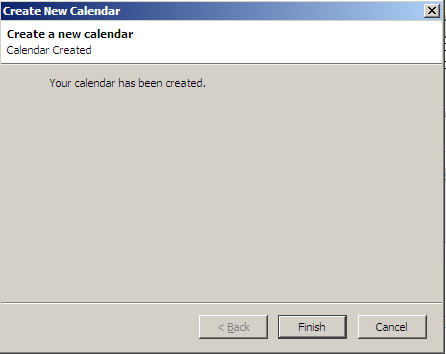 Create New Calendar
Create a new calendar
Calendar Created
Your calendar has been created.
< Back
Finish
Cancel